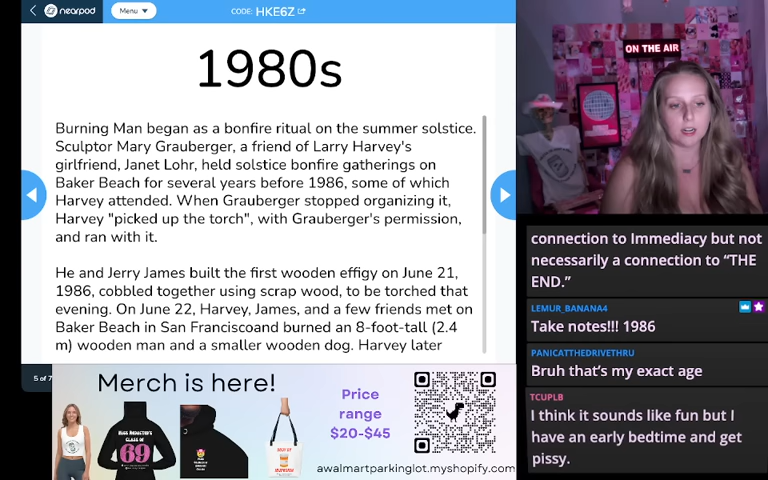 nearpod
Menu
CODE: HKE6Z
1980s
Burning Man began as a bonfire ritual on the summer solstice.
Sculptor Mary Grauberger, a friend of Larry Harvey's
girlfriend, Janet Lohr, held solstice bonfire gatherings on
Baker Beach for several years before 1986, some of which
Harvey attended. When Grauberger stopped organizing it,
Harvey "picked up the torch", with Grauberger's permission,
and ran with it.
He and Jerry James built the first wooden effigy on June 21,
1986, cobbled together using scrap wood, to be torched that
evening. On June 22, Harvey, James, and a few friends met on
Baker Beach in San Franciscoand burned an 8-foot-tall (2.4
m) wooden man and a smaller wooden dog. Harvey later
5 of 7
Merch is here!
Price
range
$20-$45
CLASS OF
69
awalmartparkinglot.myshopify.com
ON THE AIR
connection to Immediacy but not
necessarily a connection to “THE
END.”
LEMUR_BANANA4
Take notes!!! 1986
PANICATTHEDRIVETHRU
Bruh that’s my exact age
TCUPLB
I think it sounds like fun but I
have an early bedtime and get
pissy.